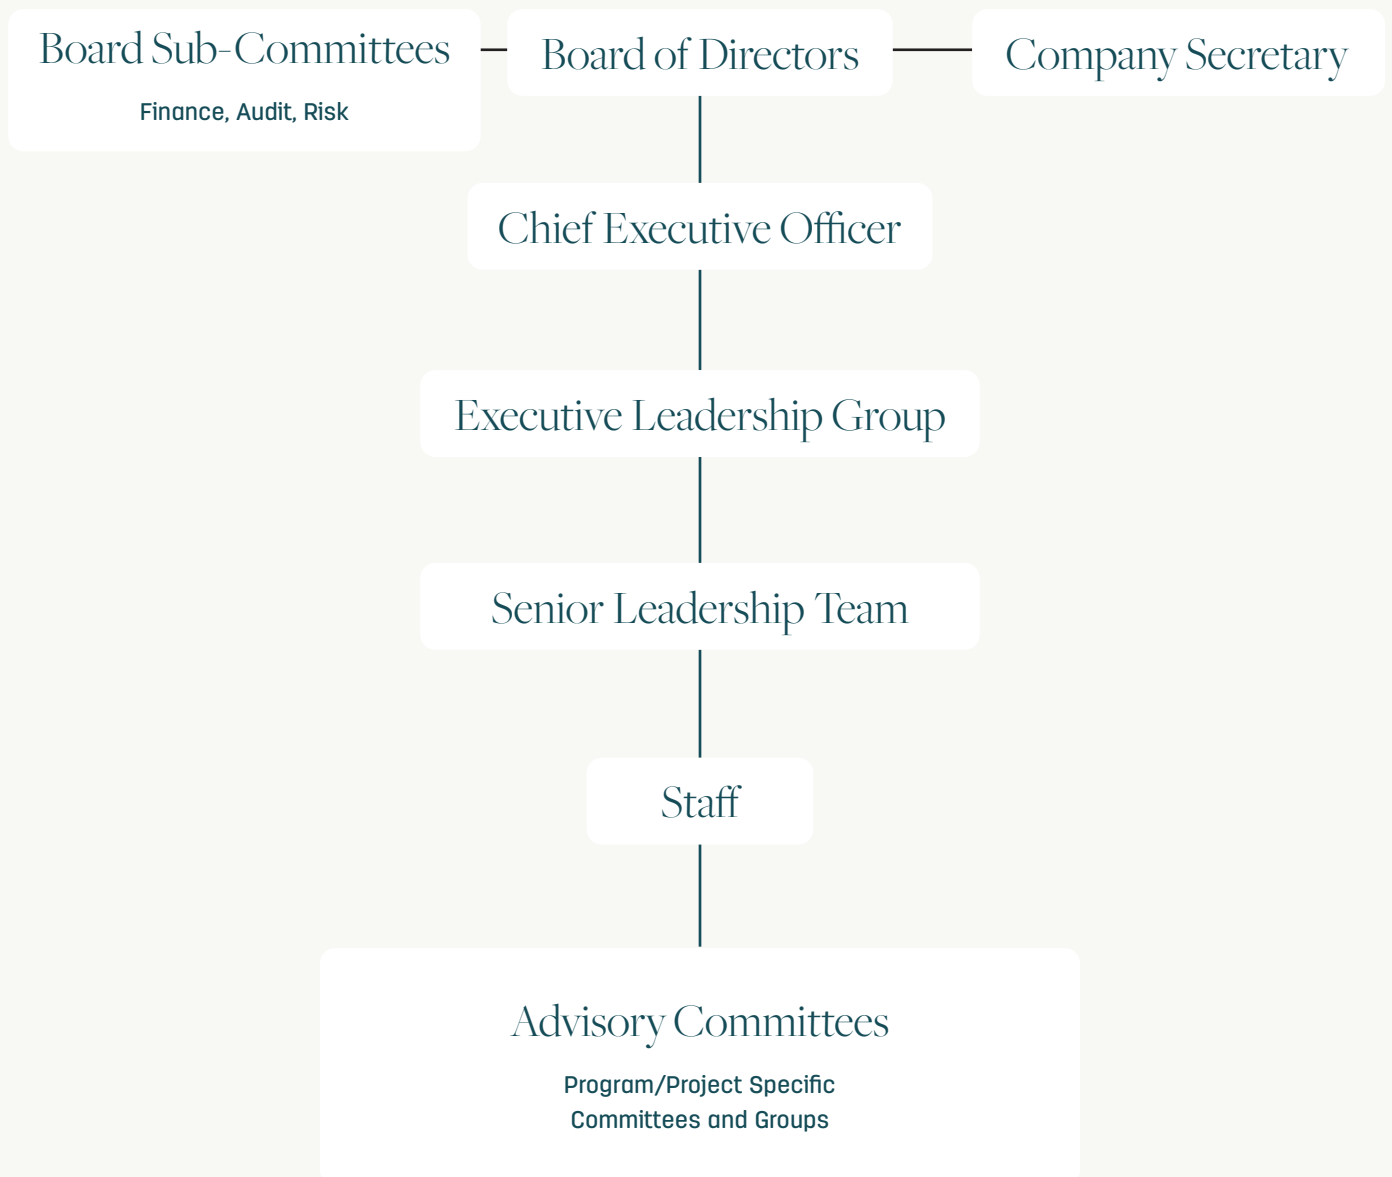 Board Sub-Committees
Finance, Audit, Risk
Board of Directors
Company Secretary
Chief Executive Officer
Executive Leadership Group
Senior Leadership Team
Staff
Advisory Committees
Program/Project Specific
Committees and Groups